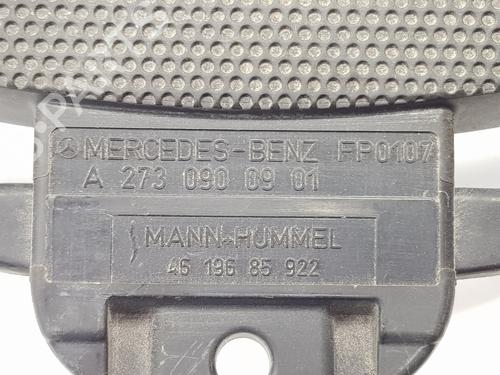 MERCEDES-BENZ FP0107
A 273 090 09 01
MANN+HUMMEL
46 196 85 922